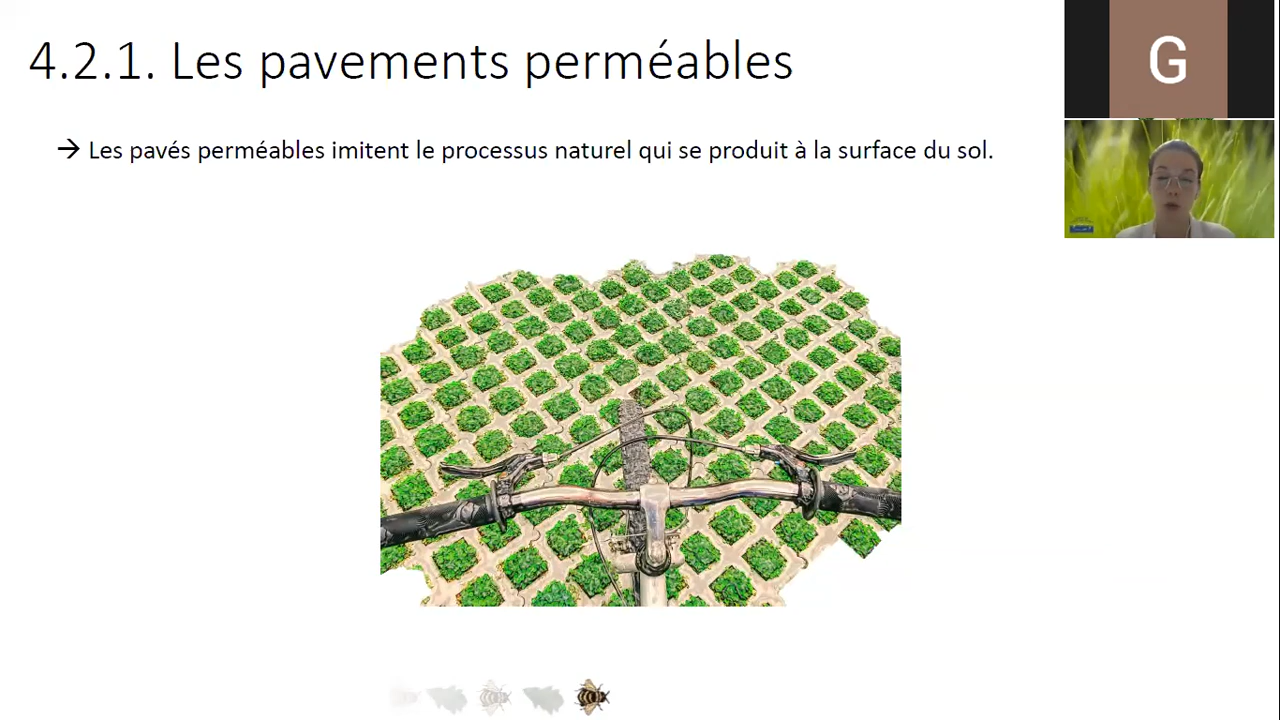 4.2.1. Les pavements perméables
→ Les pavés perméables imitent le processus naturel qui se produit à la surface du sol.
G